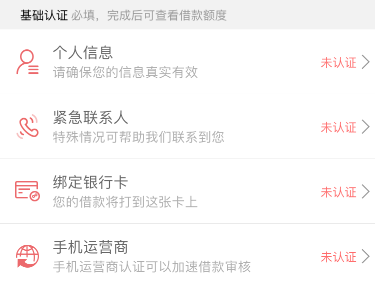 基础认证 必填，完成后可查看借款额度
个人信息
请确保您的信息真实有效
未认证
紧急联系人
特殊情况可帮助我们联系到您
未认证
绑定银行卡
您的借款将打到这张卡上
未认证
手机运营商
手机运营商认证可以加速借款审核
未认证